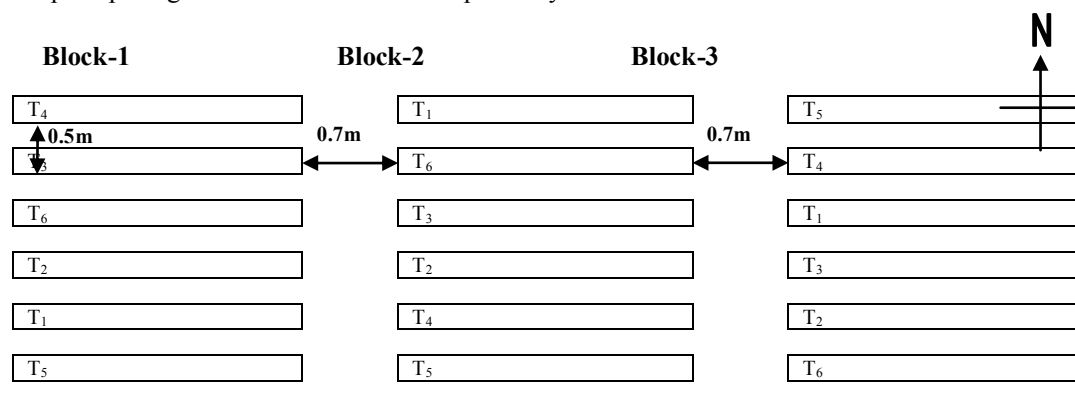 Block-1 Block-2 Block-3 N
T4 T1 T5
0.5m 0.7m 0.7m
T3 T6 T4
T6 T3 T1
T2 T2 T3
T1 T4 T2
T5 T5 T6